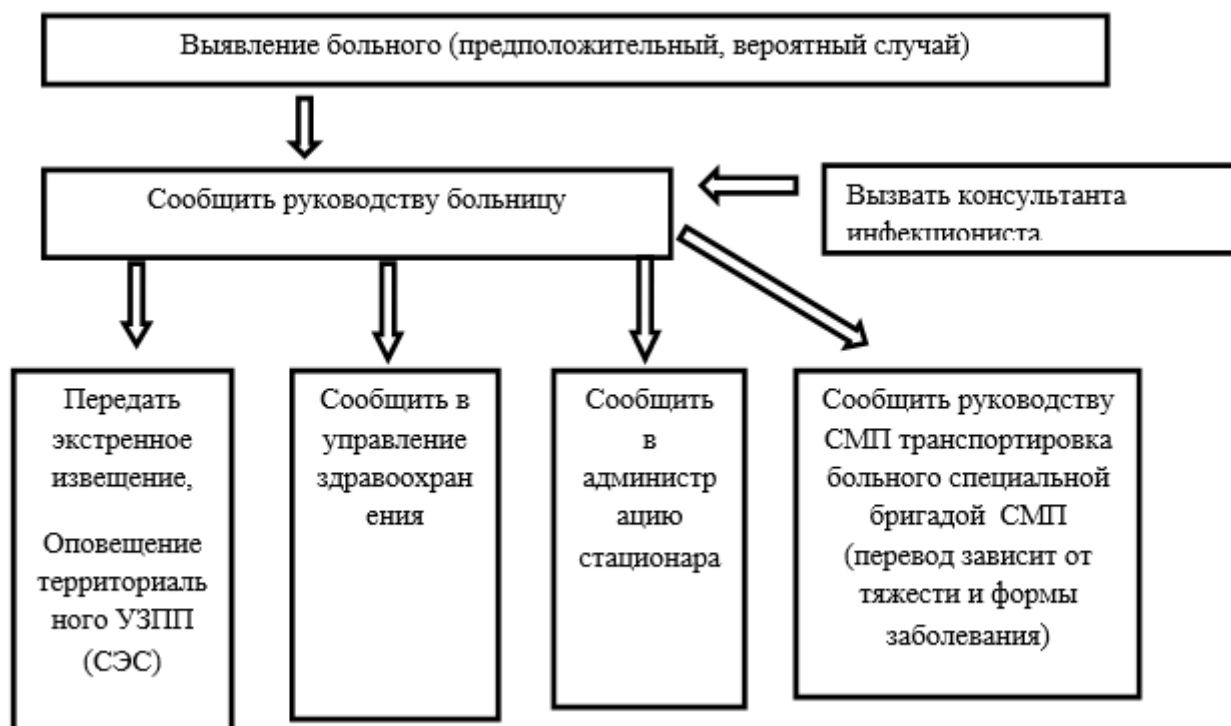 Выявление больного (предположительный, вероятный случай)
Сообщить руководству больницу
Вызвать консультанта
инфекциониста
Передать
экстренное
извещение,
Оповещение
территориаль
ного УЗПП
(СЭС)
Сообщить в
управление
здравоохран
ения
Сообщить
в
администр
ацию
стационара
Сообщить руководству
СМП транспортировка
больного специальной
бригадой СМП
(перевод зависит от
тяжести и формы
заболевания)